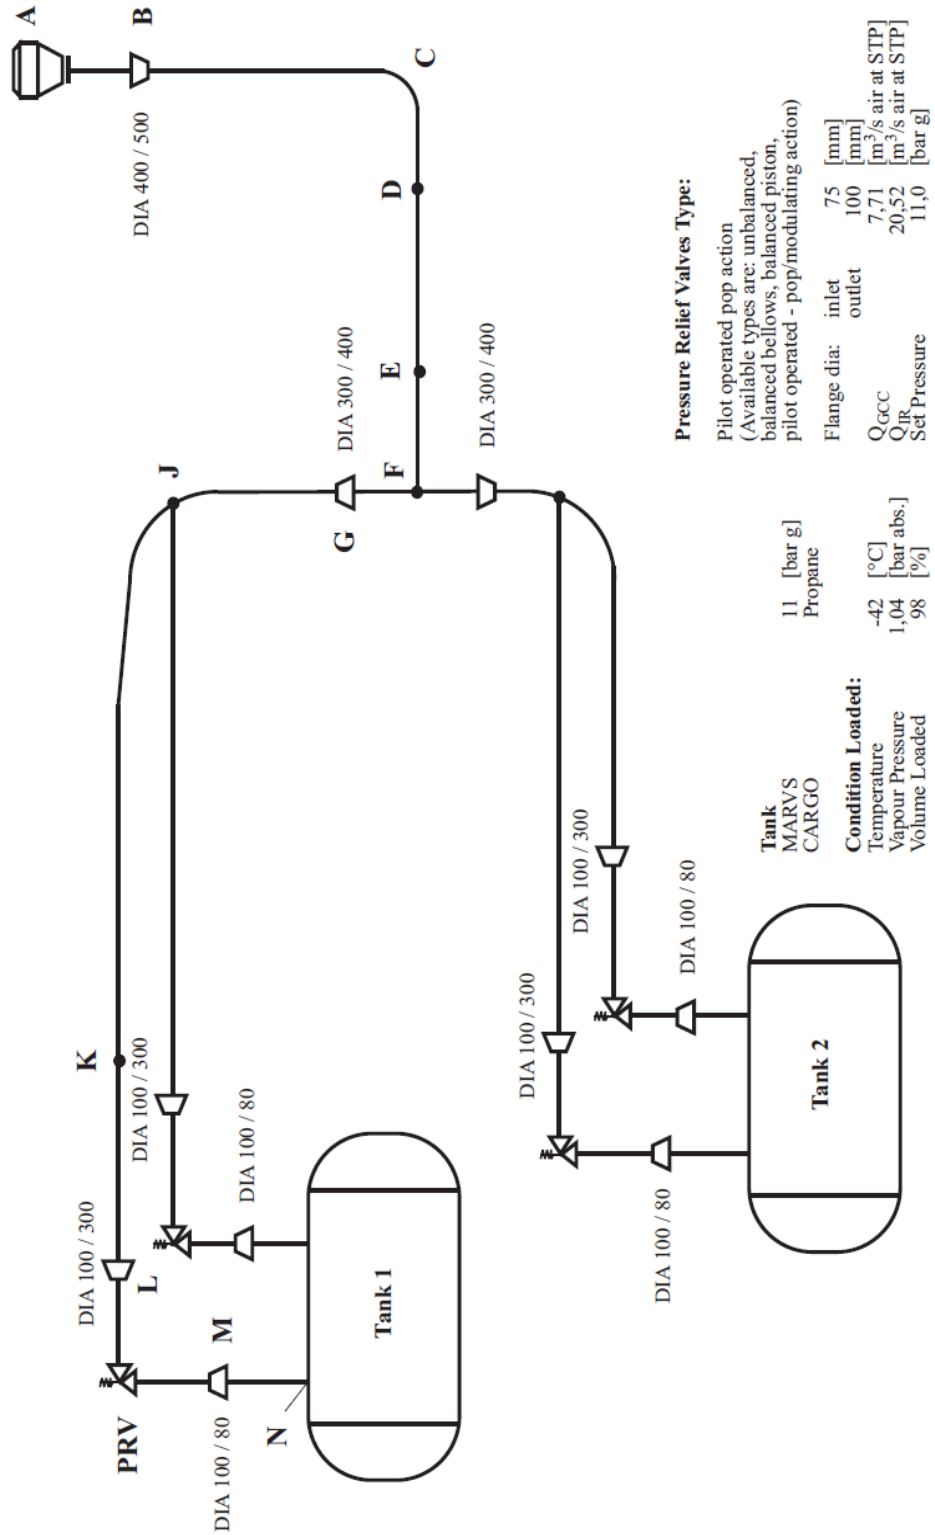 A
B
K
DIA 100 / 300
DIA 400 / 500
PRV
DIA 100 / 300
L
J
DIA 100 / 80
M
DIA 100 / 80
N
G
DIA 300 / 400
Tank 1
F
E
D
C
DIA 300 / 400
DIA 100 / 300
DIA 100 / 300
DIA 100 / 80
DIA 100 / 80
Tank 2
Tank
MARVS 11 [bar g]
CARGO Propane
Condition Loaded:
Temperature -42 [°C]
Vapour Pressure 1,04 [bar abs.]
Volume Loaded 98 [%]
Pressure Relief Valves Type:
Pilot operated pop action
(Available types are: unbalanced,
balanced bellows, balanced piston,
pilot operated - pop/modulating action)
Flange dia: inlet 75 [mm]
outlet 100 [mm]
QGCC 7,71 [m³/s air at STP]
QIR 20,52 [m³/s air at STP]
Set Pressure 11,0 [bar g]